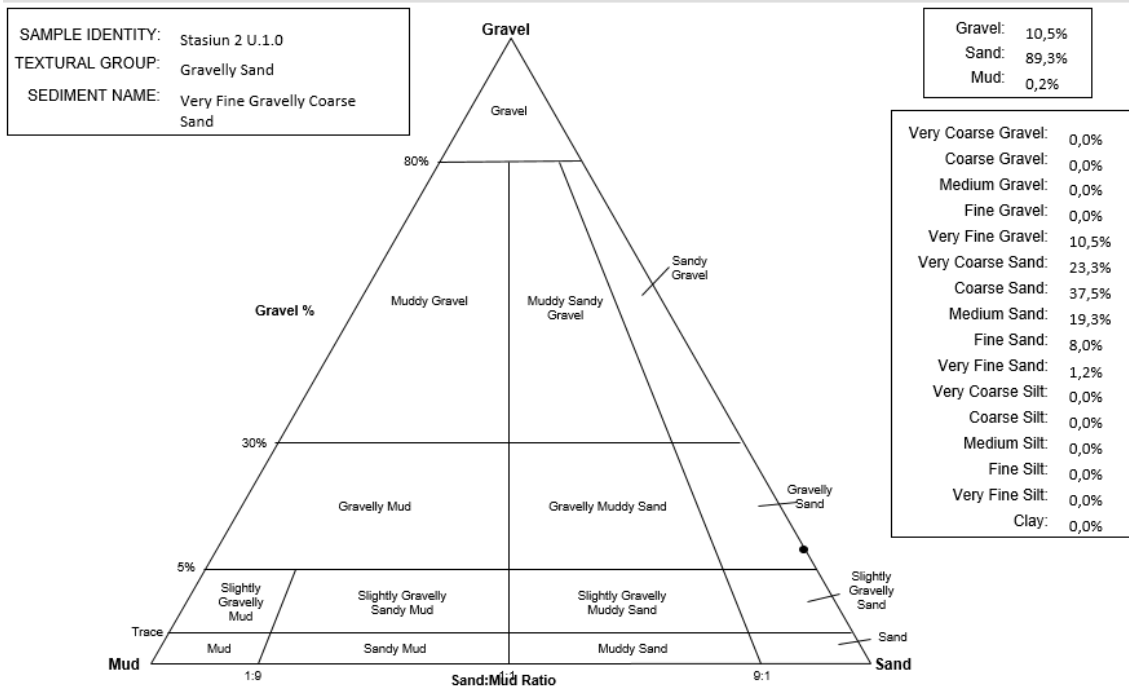 SAMPLE IDENTITY: Stasiun 2 U.1.0
TEXTURAL GROUP: Gravelly Sand
SEDIMENT NAME: Very Fine Gravelly Coarse
Sand
Gravel: 10,5%
Sand: 89,3%
Mud: 0,2%
Very Coarse Gravel: 0,0%
Coarse Gravel: 0,0%
Medium Gravel: 0,0%
Fine Gravel: 0,0%
Very Fine Gravel: 10,5%
Very Coarse Sand: 23,3%
Coarse Sand: 37,5%
Medium Sand: 19,3%
Fine Sand: 8,0%
Very Fine Sand: 1,2%
Very Coarse Silt: 0,0%
Coarse Silt: 0,0%
Medium Silt: 0,0%
Fine Silt: 0,0%
Very Fine Silt: 0,0%
Clay: 0,0%
Gravel
Gravel
80%
Sandy
Gravel
Muddy Gravel
Muddy Sandy
Gravel
Gravel %
30%
Gravelly
Sand
Gravelly Mud
Gravelly Muddy Sand
5%
Slightly
Gravelly
Mud
Slightly Gravelly
Sandy Mud
Slightly Gravelly
Muddy Sand
Slightly
Gravelly
Sand
Trace
Mud
Sandy Mud
Muddy Sand
Sand
Mud
Sand
1:9
1:1
9:1
Sand:Mud Ratio